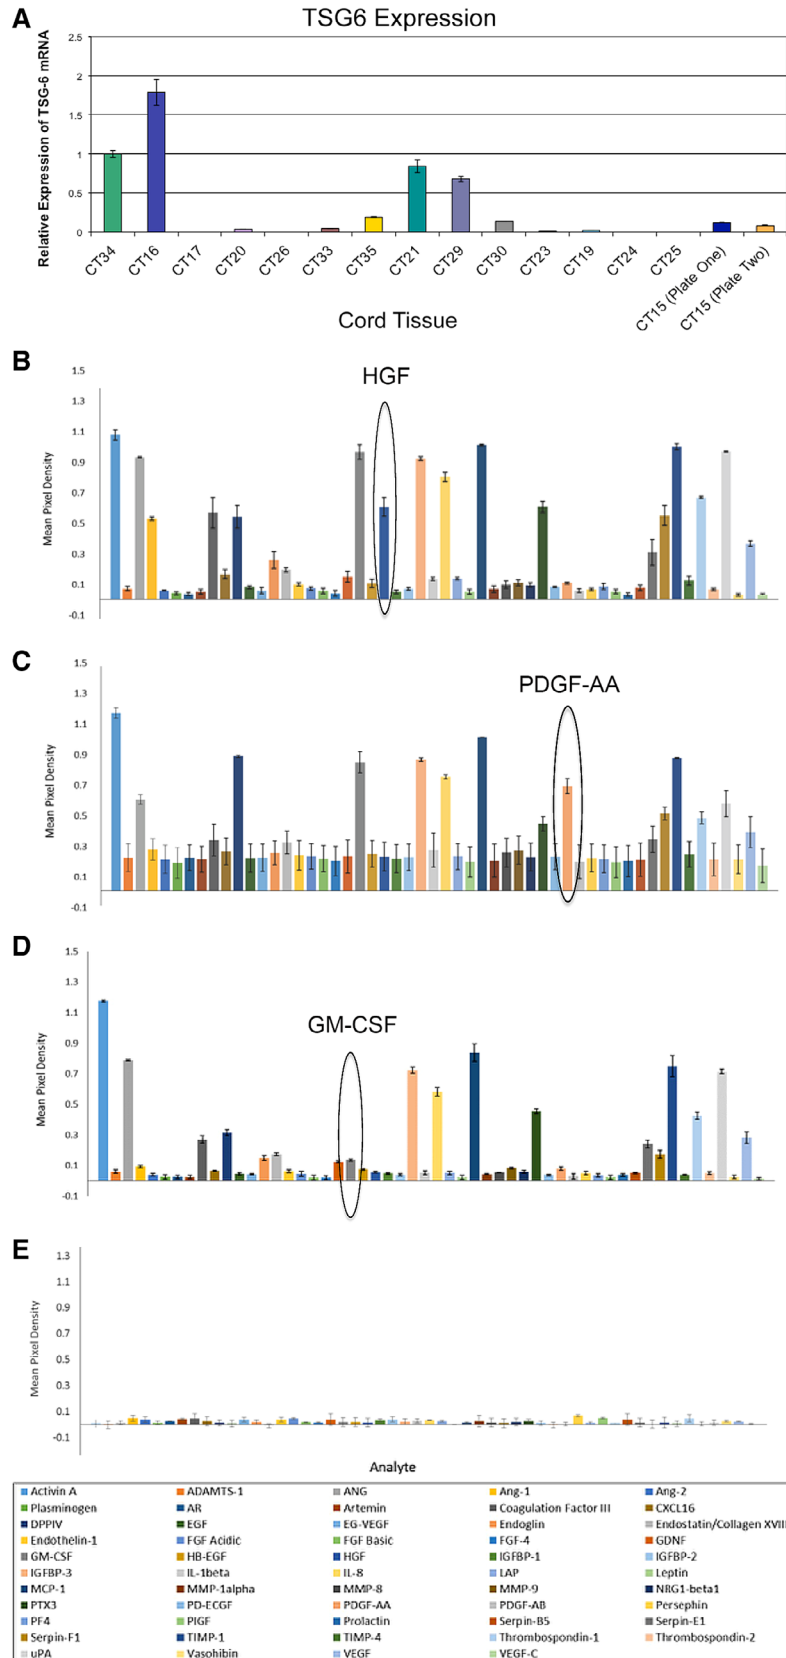 A
TSG6 Expression
Relative Expression of TSG-6 mRNA
2.5
2
1.5
1
0.5
0
CT34 CT16 CT17 CT20 CT26 CT33 CT35 CT21 CT29 CT30 CT23 CT19 CT24 CT25 CT15 (Plate One) CT15 (Plate Two)
Cord Tissue
B
HGF
Mean Pixel Density
1.5
1.3
1.1
0.9
0.7
0.5
0.3
0.1
-0.1
C
PDGF-AA
Mean Pixel Density
1.5
1.3
1.1
0.9
0.7
0.5
0.3
0.1
-0.1
D
GM-CSF
Mean Pixel Density
1.5
1.3
1.1
0.9
0.7
0.5
0.3
0.1
-0.1
E
Mean Pixel Density
1.3
1.1
0.9
0.7
0.5
0.3
0.1
-0.1
Analyte
Activin A ADAMTS-1 ANG Ang-1 Ang-2
Plasminogen AR Artemin Coagulation Factor III CXCL16
DPPIV EGF EG-VEGF Endoglin Endostatin/Collagen XVIII
Endothelin-1 FGF Acidic FGF Basic FGF-4 GDNF
GM-CSF HB-EGF HGF IGFBP-1 IGFBP-2
IGFBP-3 IL-1beta IL-8 LAP Leptin
MCP-1 MMP-1alpha MMP-8 MMP-9 NRG1-beta1
PTX3 PD-ECGF PDGF-AA PDGF-AB Persephin
PF4 PIGF Prolactin Serpin-B5 Serpin-E1
Serpin-F1 TIMP-1 TIMP-4 Thrombospondin-1 Thrombospondin-2
uPA Vasohibin VEGF VEGF-C